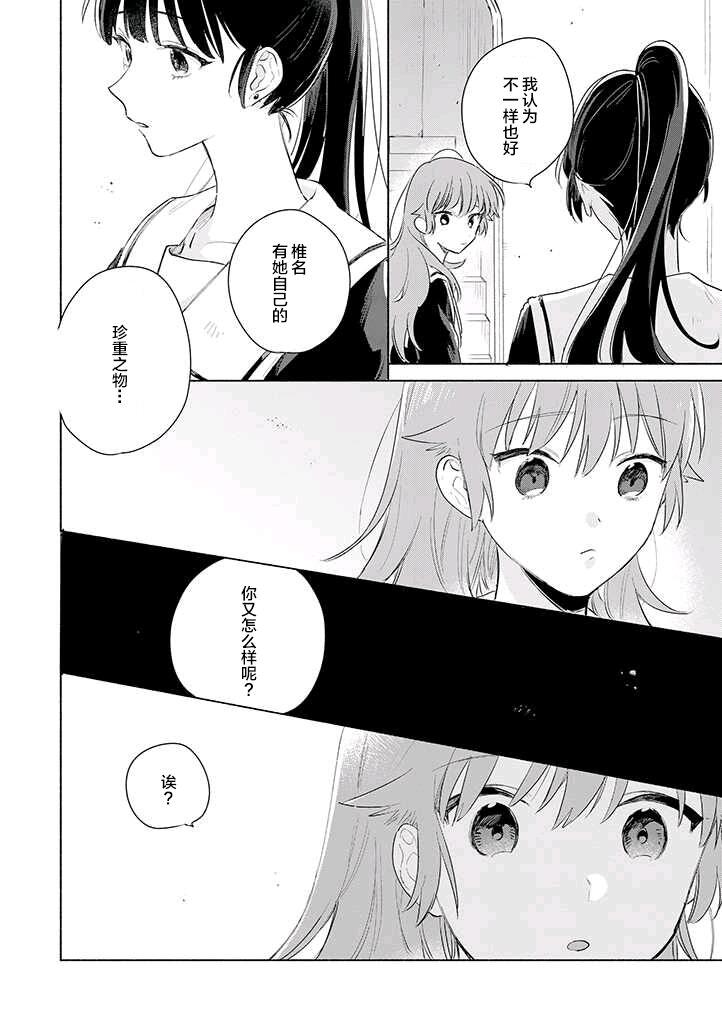 我认为
不一样也好
椎名
有她自己的
珍重之物…
你又怎么样呢？
诶？